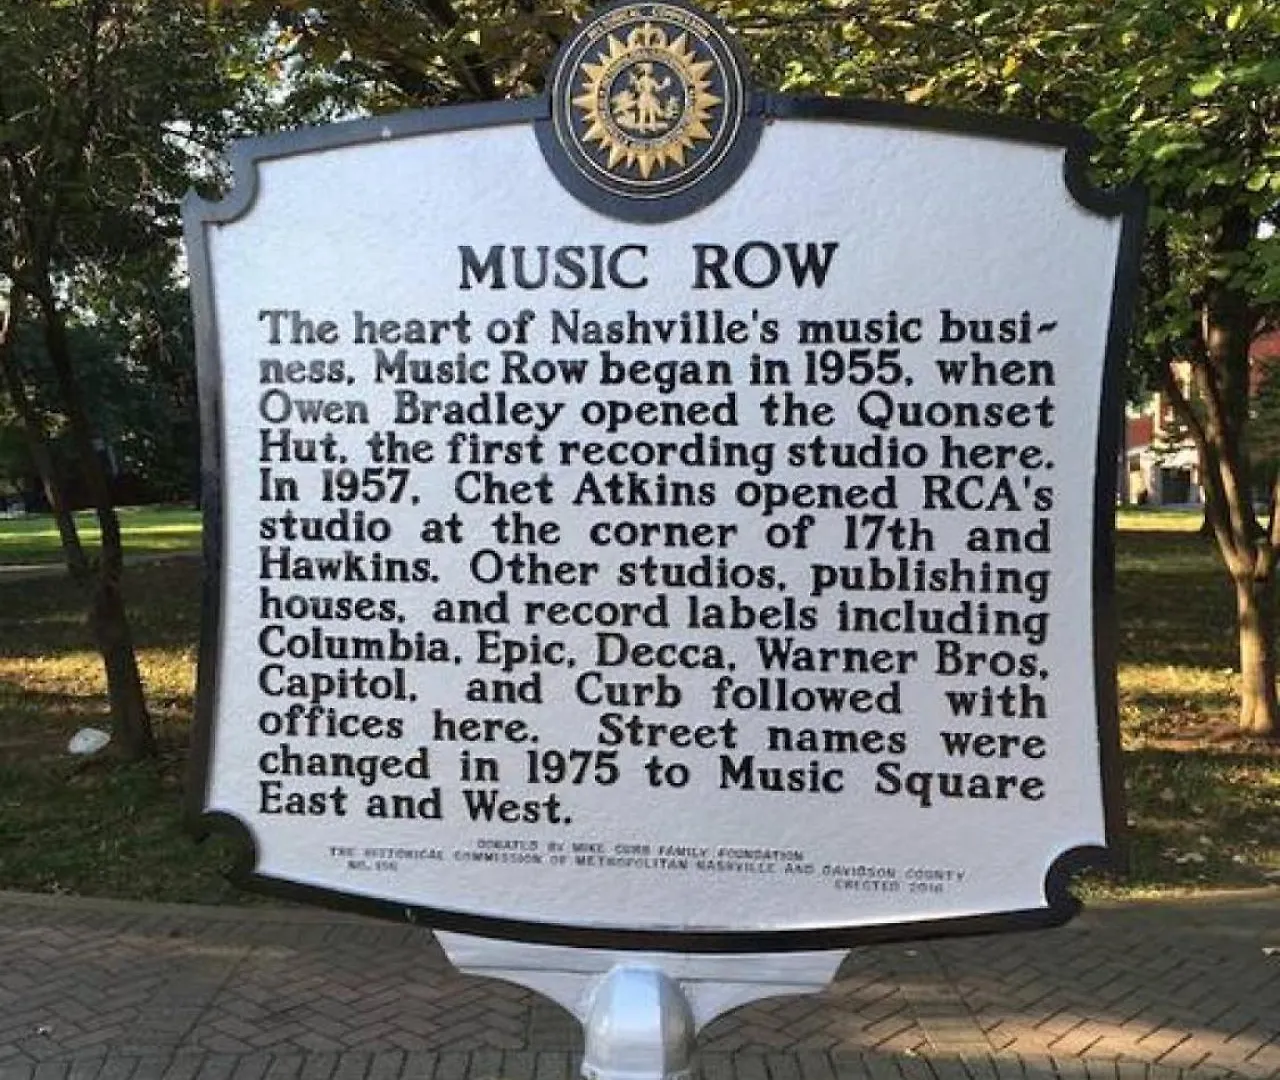 MUSIC ROW
The heart of Nashville's music busi-
ness, Music Row began in 1955, when
Owen Bradley opened the Quonset
Hut, the first recording studio here.
In 1957, Chet Atkins opened RCA's
studio at the corner of 17th and
Hawkins. Other studios, publishing
houses, and record labels including
Columbia, Epic, Decca, Warner Bros,
Capitol, and Curb followed with
offices here. Street names were
changed in 1975 to Music Square
East and West.
DONATED BY MIKE CURB FAMILY FOUNDATION
THE HISTORICAL COMMISSION OF METROPOLITAN NASHVILLE AND DAVIDSON COUNTY
NO.
ERECTED 2016